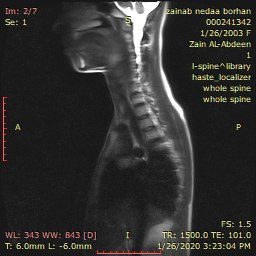 Im: 2/7
Se: 1
zainab nedaa borhan
000241342
1/26/2003 F
Zain AL-Abdeen
1
l-spine^library
haste_localizer
whole spine
whole spine
S
A
P
I
FS: 1.5
WL: 343 WW: 843 [D]
TR: 1500.0 TE: 101.0
T: 6.0mm L: -6.0mm
1/26/2020 3:23:04 PM